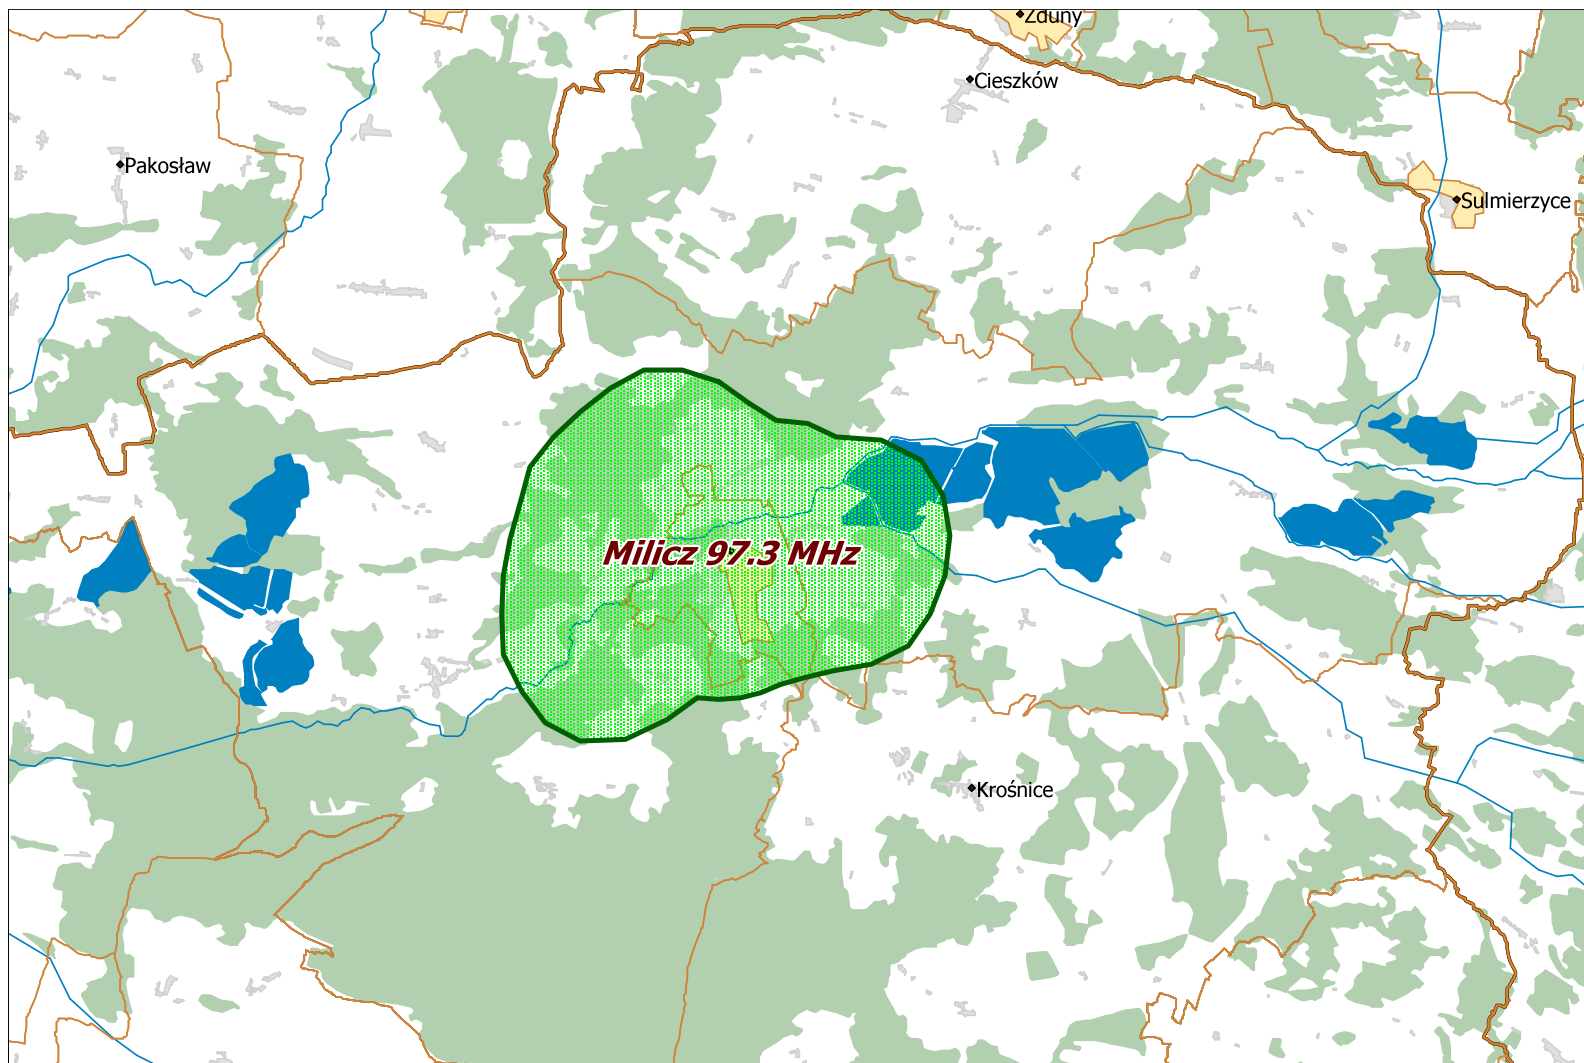 Zduny
Cieszków
Pakosław
Sulmierzyce
Milicz 97.3 MHz
Krośnice